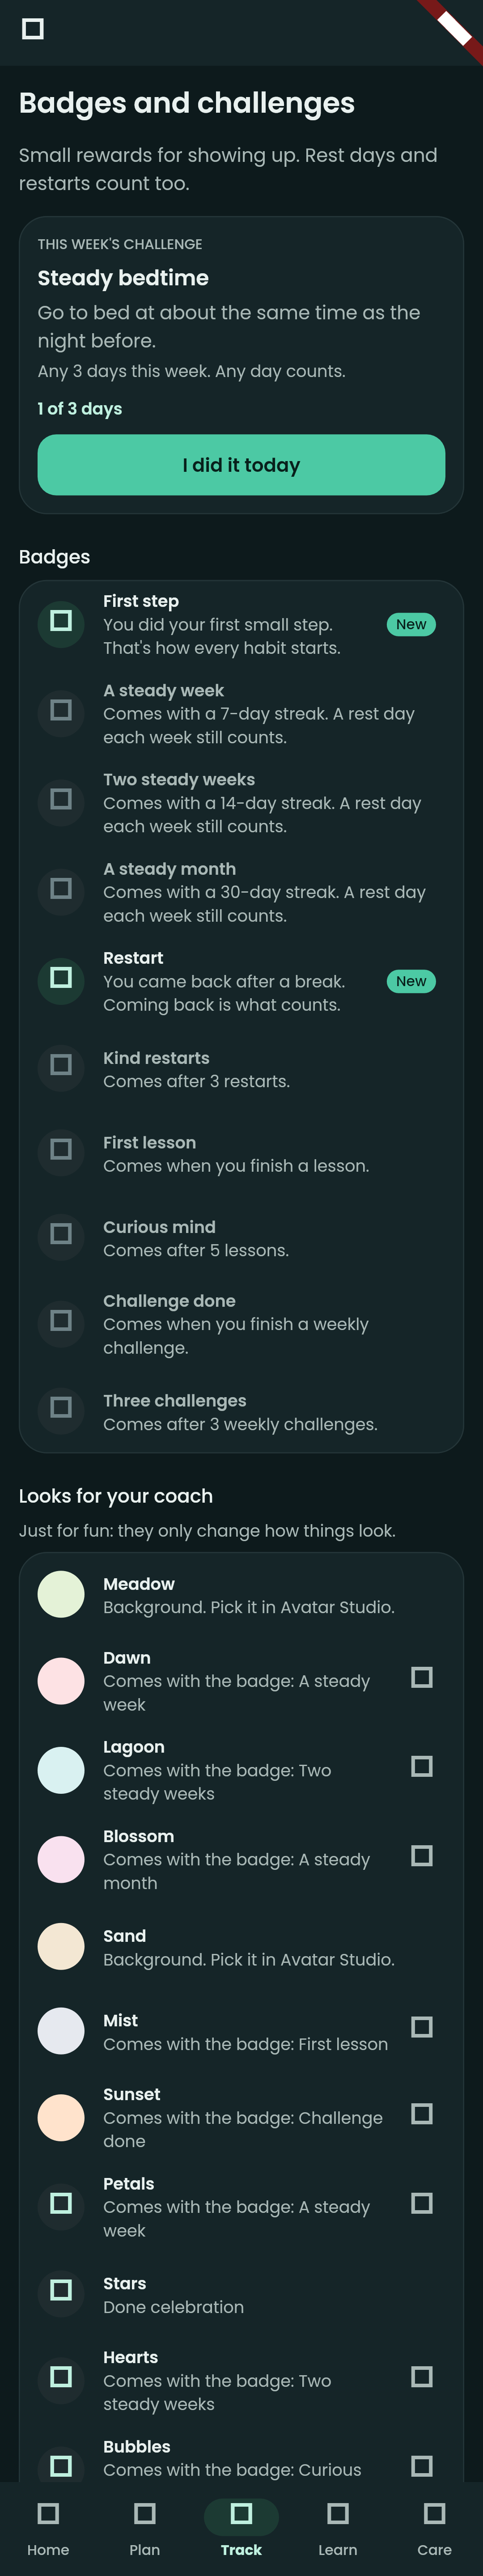 Badges and challenges
Small rewards for showing up. Rest days and
restarts count too.
THIS WEEK'S CHALLENGE
Steady bedtime
Go to bed at about the same time as the
night before.
Any 3 days this week. Any day counts.
1 of 3 days
I did it today
Badges
First step
You did your first small step.
That's how every habit starts.
New
A steady week
Comes with a 7-day streak. A rest day
each week still counts.
Two steady weeks
Comes with a 14-day streak. A rest day
each week still counts.
A steady month
Comes with a 30-day streak. A rest day
each week still counts.
Restart
You came back after a break.
Coming back is what counts.
New
Kind restarts
Comes after 3 restarts.
First lesson
Comes when you finish a lesson.
Curious mind
Comes after 5 lessons.
Challenge done
Comes when you finish a weekly
challenge.
Three challenges
Comes after 3 weekly challenges.
Looks for your coach
Just for fun: they only change how things look.
Meadow
Background. Pick it in Avatar Studio.
Dawn
Comes with the badge: A steady
week
Lagoon
Comes with the badge: Two
steady weeks
Blossom
Comes with the badge: A steady
month
Sand
Background. Pick it in Avatar Studio.
Mist
Comes with the badge: First lesson
Sunset
Comes with the badge: Challenge
done
Petals
Comes with the badge: A steady
week
Stars
Done celebration
Hearts
Comes with the badge: Two
steady weeks
Bubbles
Comes with the badge: Curious
Home
Plan
Track
Learn
Care